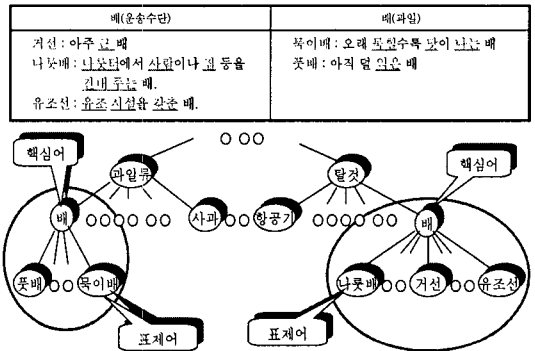 배(운송수단) 배(과일)
거선 : 아주 큰 배 묵이배 : 오래 묵힐수록 맛이 나는 배
나룻배 : 나룻터에서 사람이나 짐 등을 풋배 : 아직 덜 익은 배
건네 주는 배.
유조선 : 유조 시설을 갖춘 배.
핵심어 핵심어
과일류 탈것
배 사과 항공기 배
풋배 묵이배 나룻배 거선 유조선
표제어 표제어